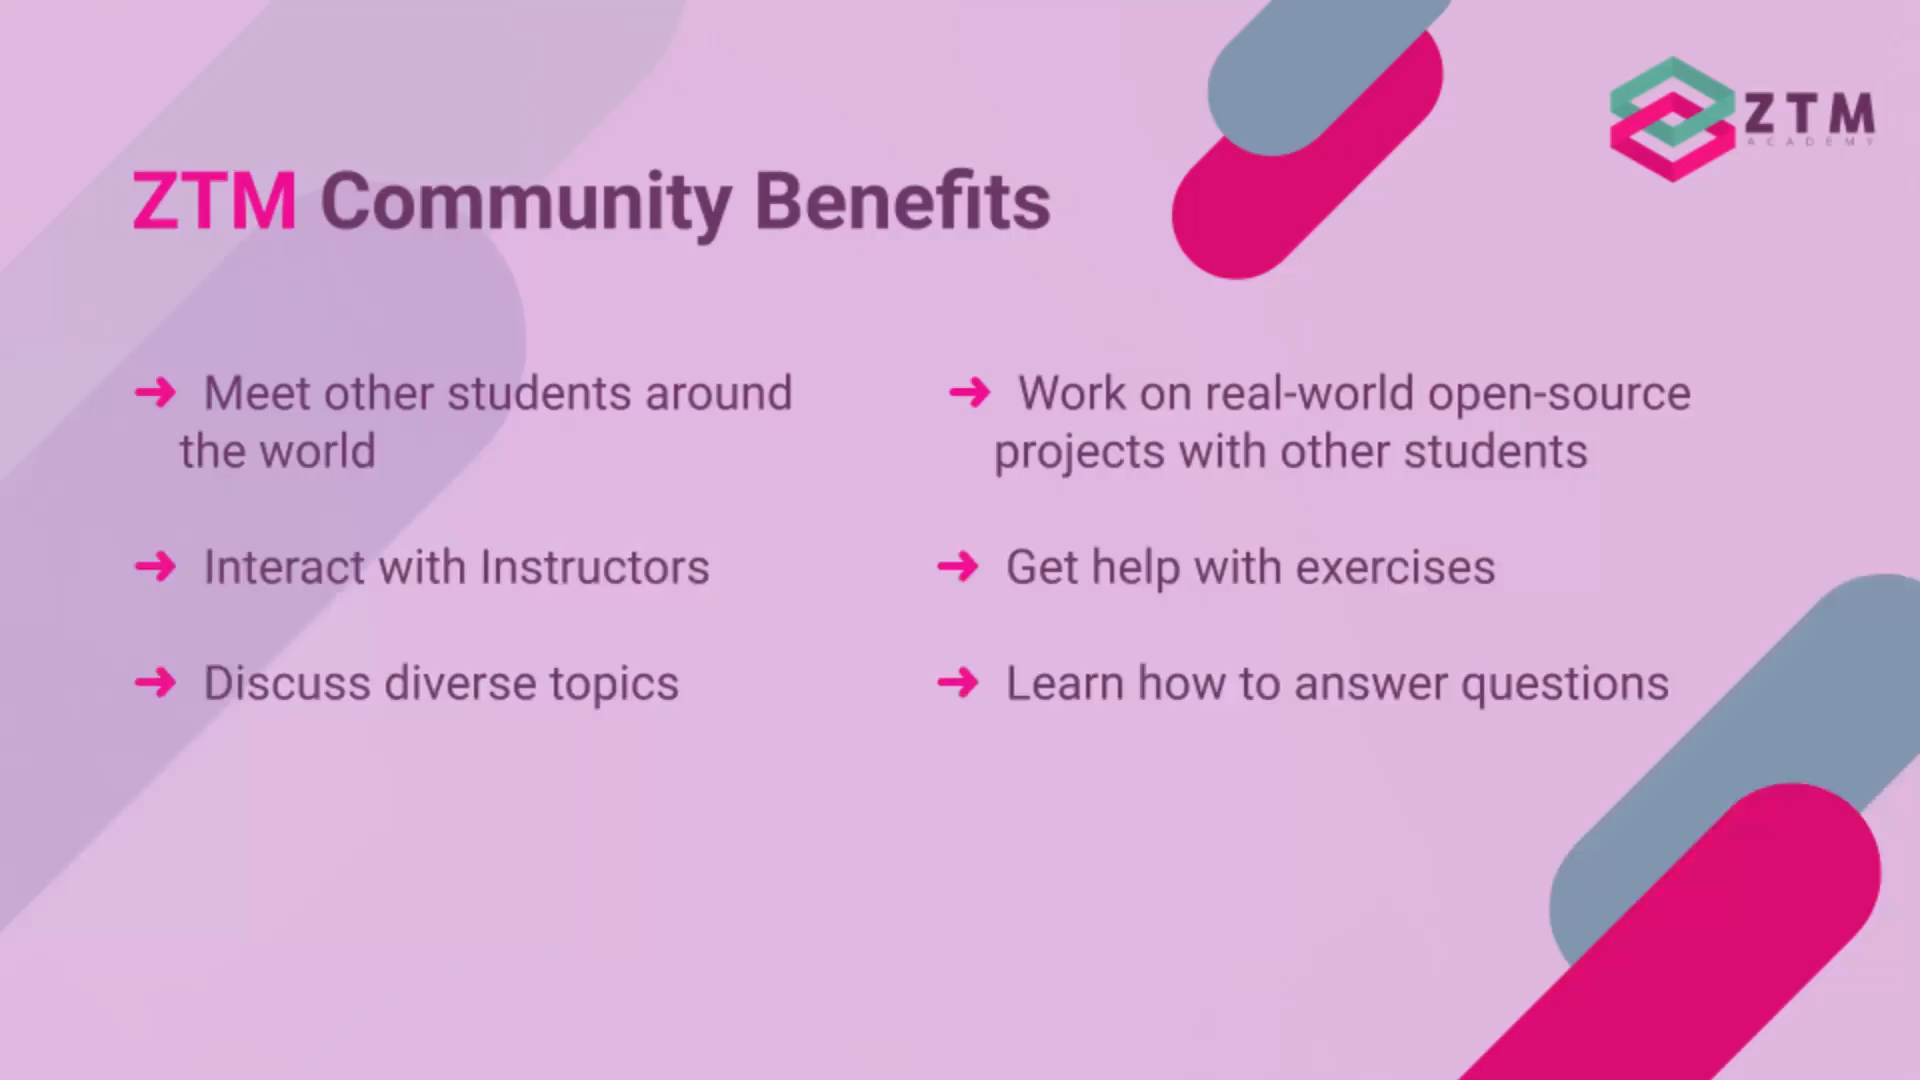 ZTM
ACADEMY
ZTM Community Benefits
➜ Meet other students around
the world
➜ Interact with Instructors
➜ Discuss diverse topics
➜ Work on real-world open-source
projects with other students
➜ Get help with exercises
➜ Learn how to answer questions